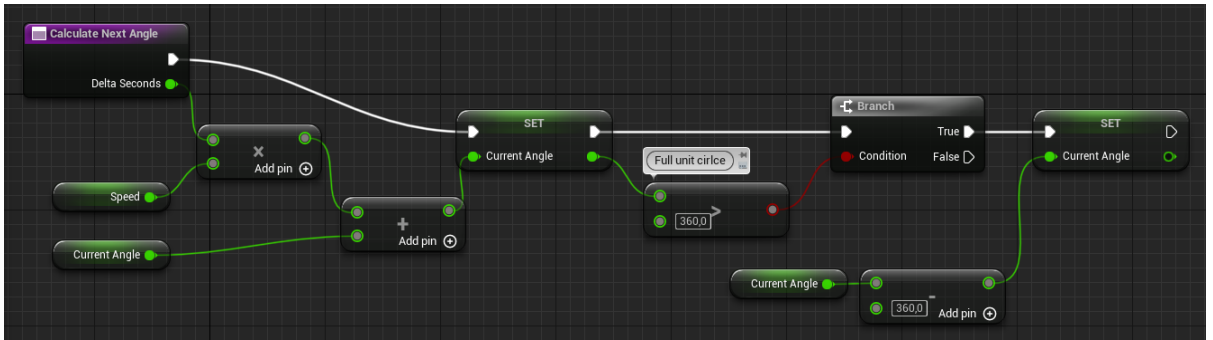 Calculate Next Angle
Delta Seconds
×
Add pin
Speed
Current Angle
+
Add pin
SET
Current Angle
Full unit cirlce
>
360,0
Branch
True
Condition
False
SET
Current Angle
Current Angle
-
360,0
Add pin